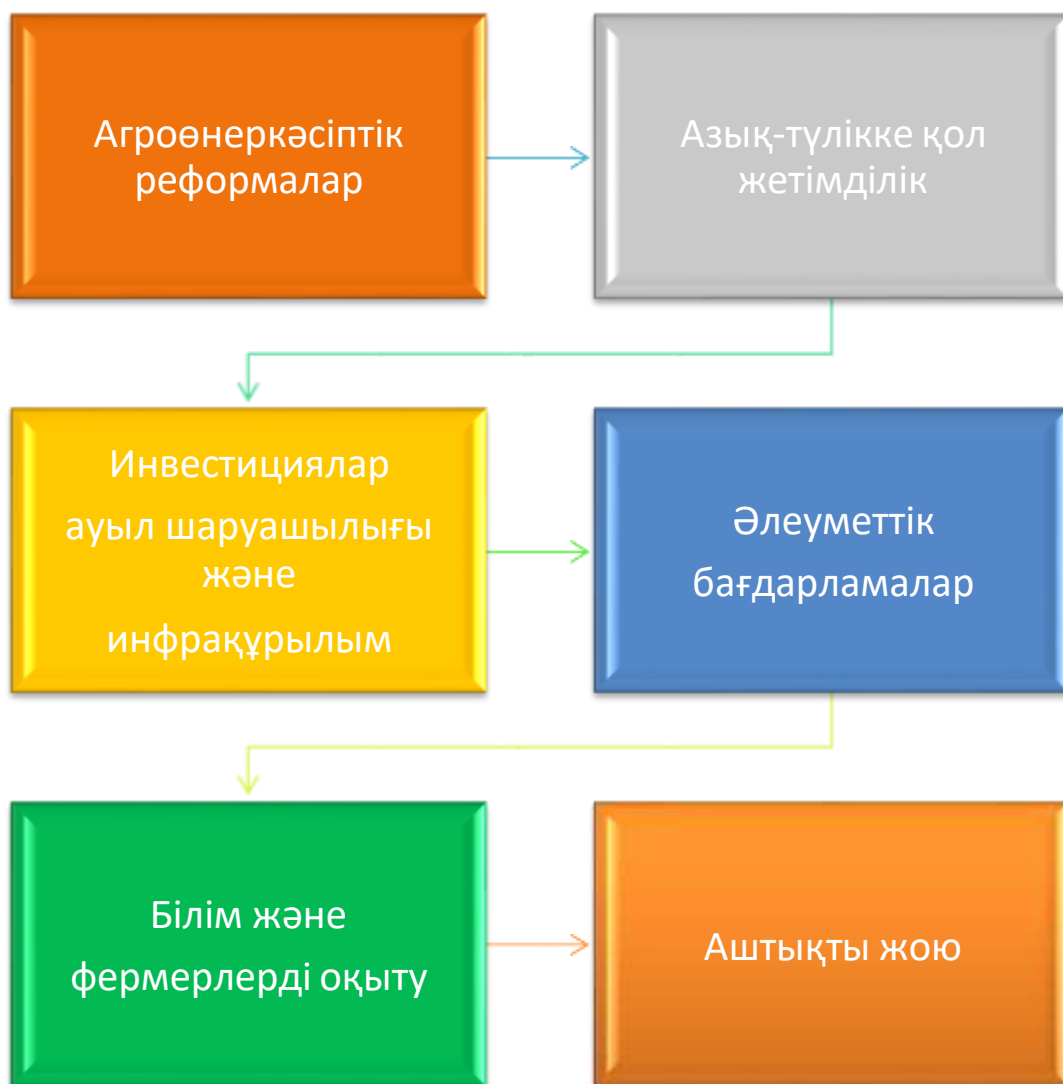 Агроөнеркәсіптік
реформалар
Азық-түлікке қол
жетімділік
Инвестициялар
ауыл шаруашылығы
және
инфрақұрылым
Әлеуметтік
бағдарламалар
Білім және
фермерлерді оқыту
Аштықты жою